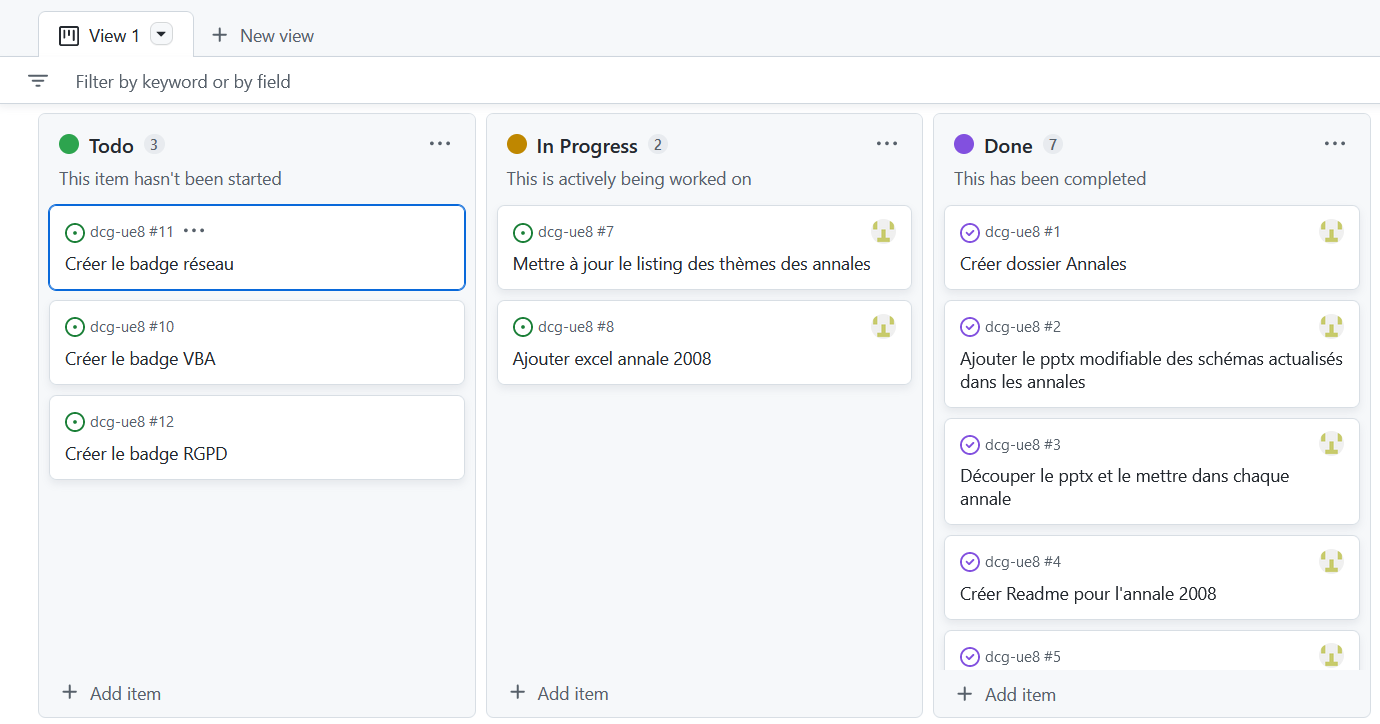 View 1
New view
Filter by keyword or by field
Todo 3
This item hasn't been started
dcg-ue8 #11
Créer le badge réseau
dcg-ue8 #10
Créer le badge VBA
dcg-ue8 #12
Créer le badge RGPD
Add item
In Progress 2
This is actively being worked on
dcg-ue8 #7
Mettre à jour le listing des thèmes des annales
dcg-ue8 #8
Ajouter excel annale 2008
Add item
Done 7
This has been completed
dcg-ue8 #1
Créer dossier Annales
dcg-ue8 #2
Ajouter le pptx modifiable des schémas actualisés
dans les annales
dcg-ue8 #3
Découper le pptx et le mettre dans chaque
annale
dcg-ue8 #4
Créer Readme pour l'annale 2008
dcg-ue8 #5
Add item